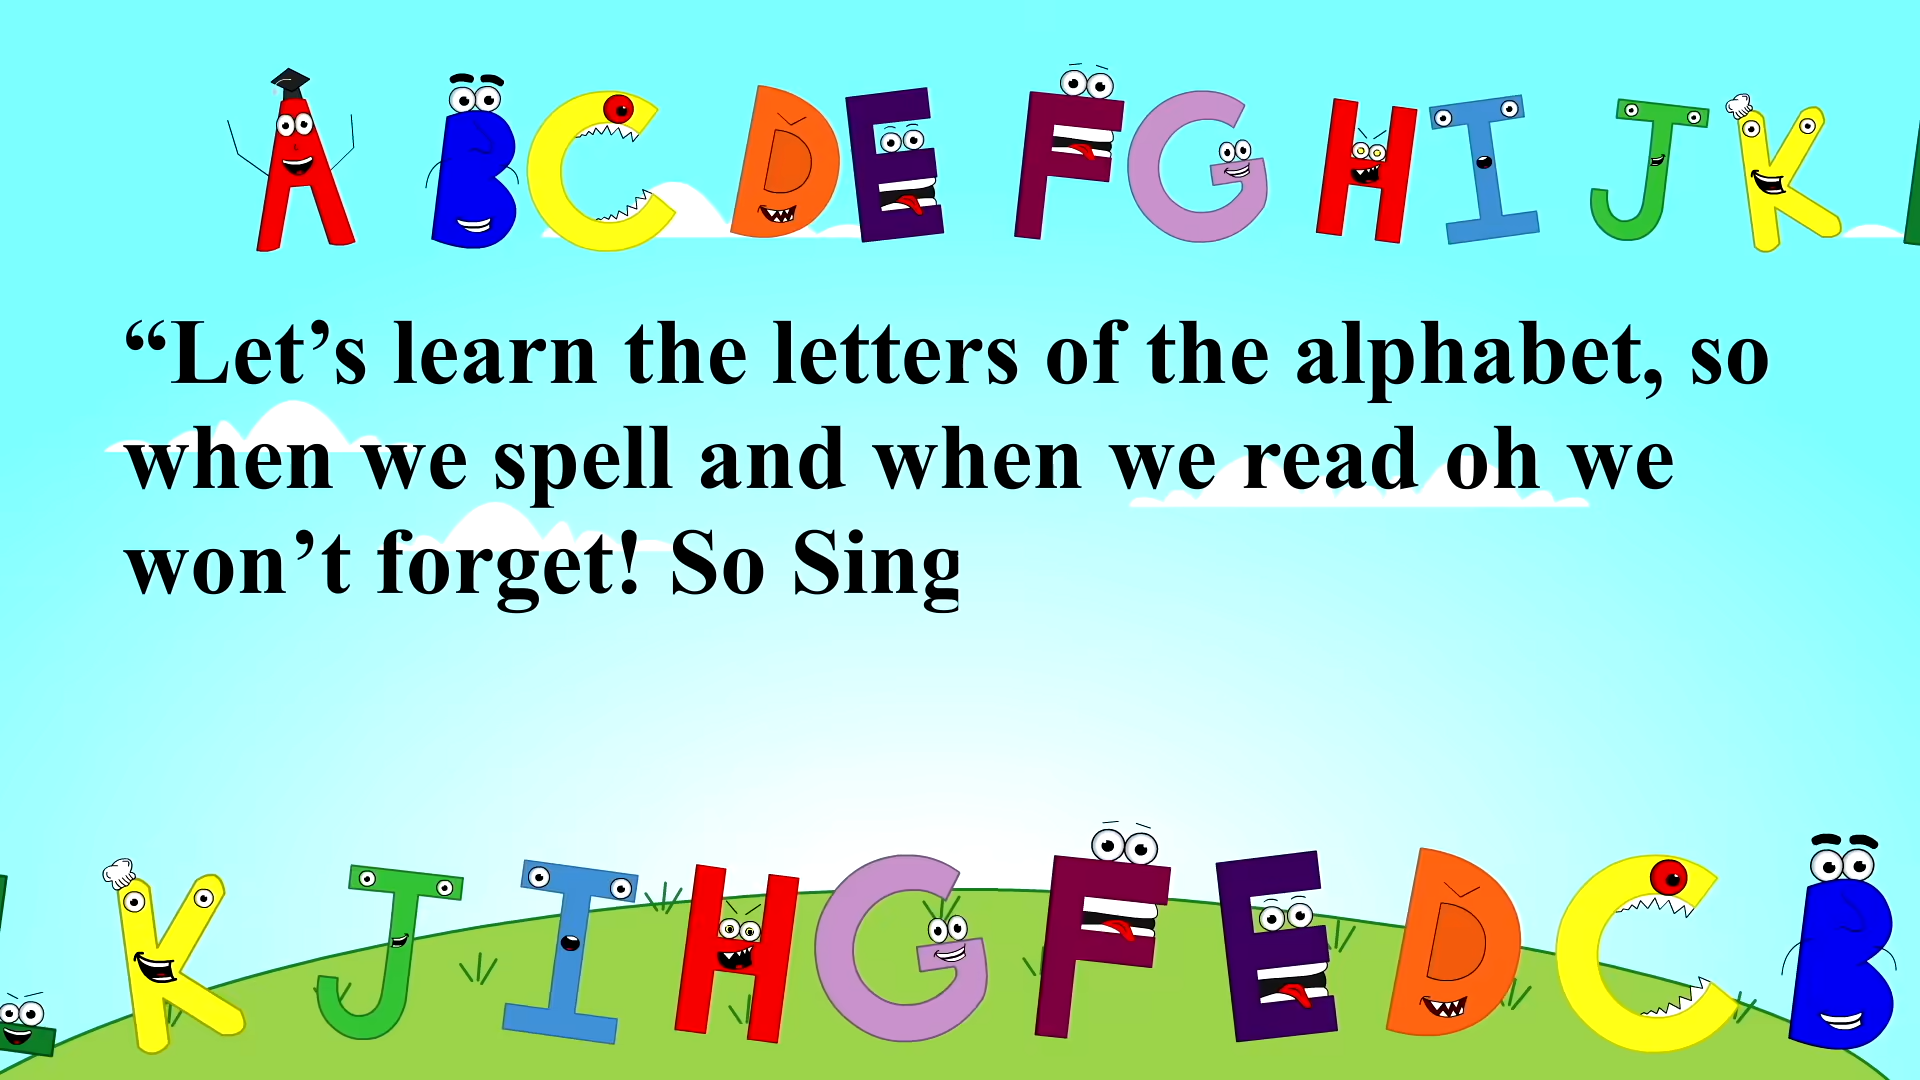 A B C D E F G H I J K
“Let’s learn the letters of the alphabet, so
when we spell and when we read oh we
won’t forget! So Sing
L K J I H G F E D C B